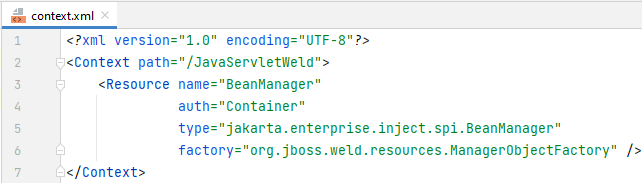 context.xml
1 <?xml version="1.0" encoding="UTF-8"?>
2 <Context path="/JavaServletWeld">
3 <Resource name="BeanManager"
4 auth="Container"
5 type="jakarta.enterprise.inject.spi.BeanManager"
6 factory="org.jboss.weld.resources.ManagerObjectFactory" />
7 </Context>